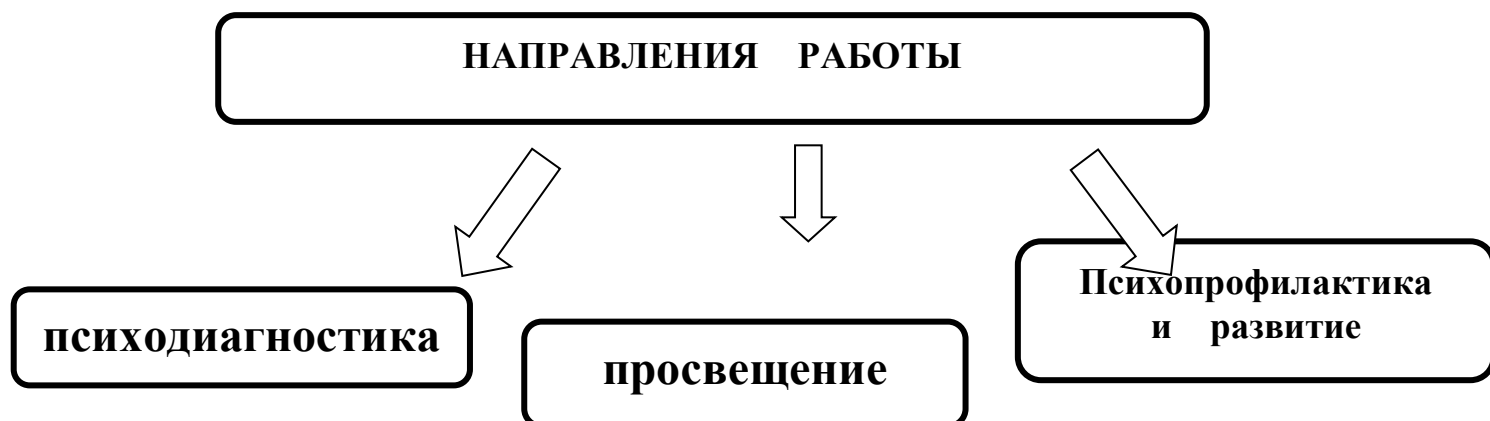 НАПРАВЛЕНИЯ РАБОТЫ
психодиагностика
просвещение
Психопрофилактика
и развитие